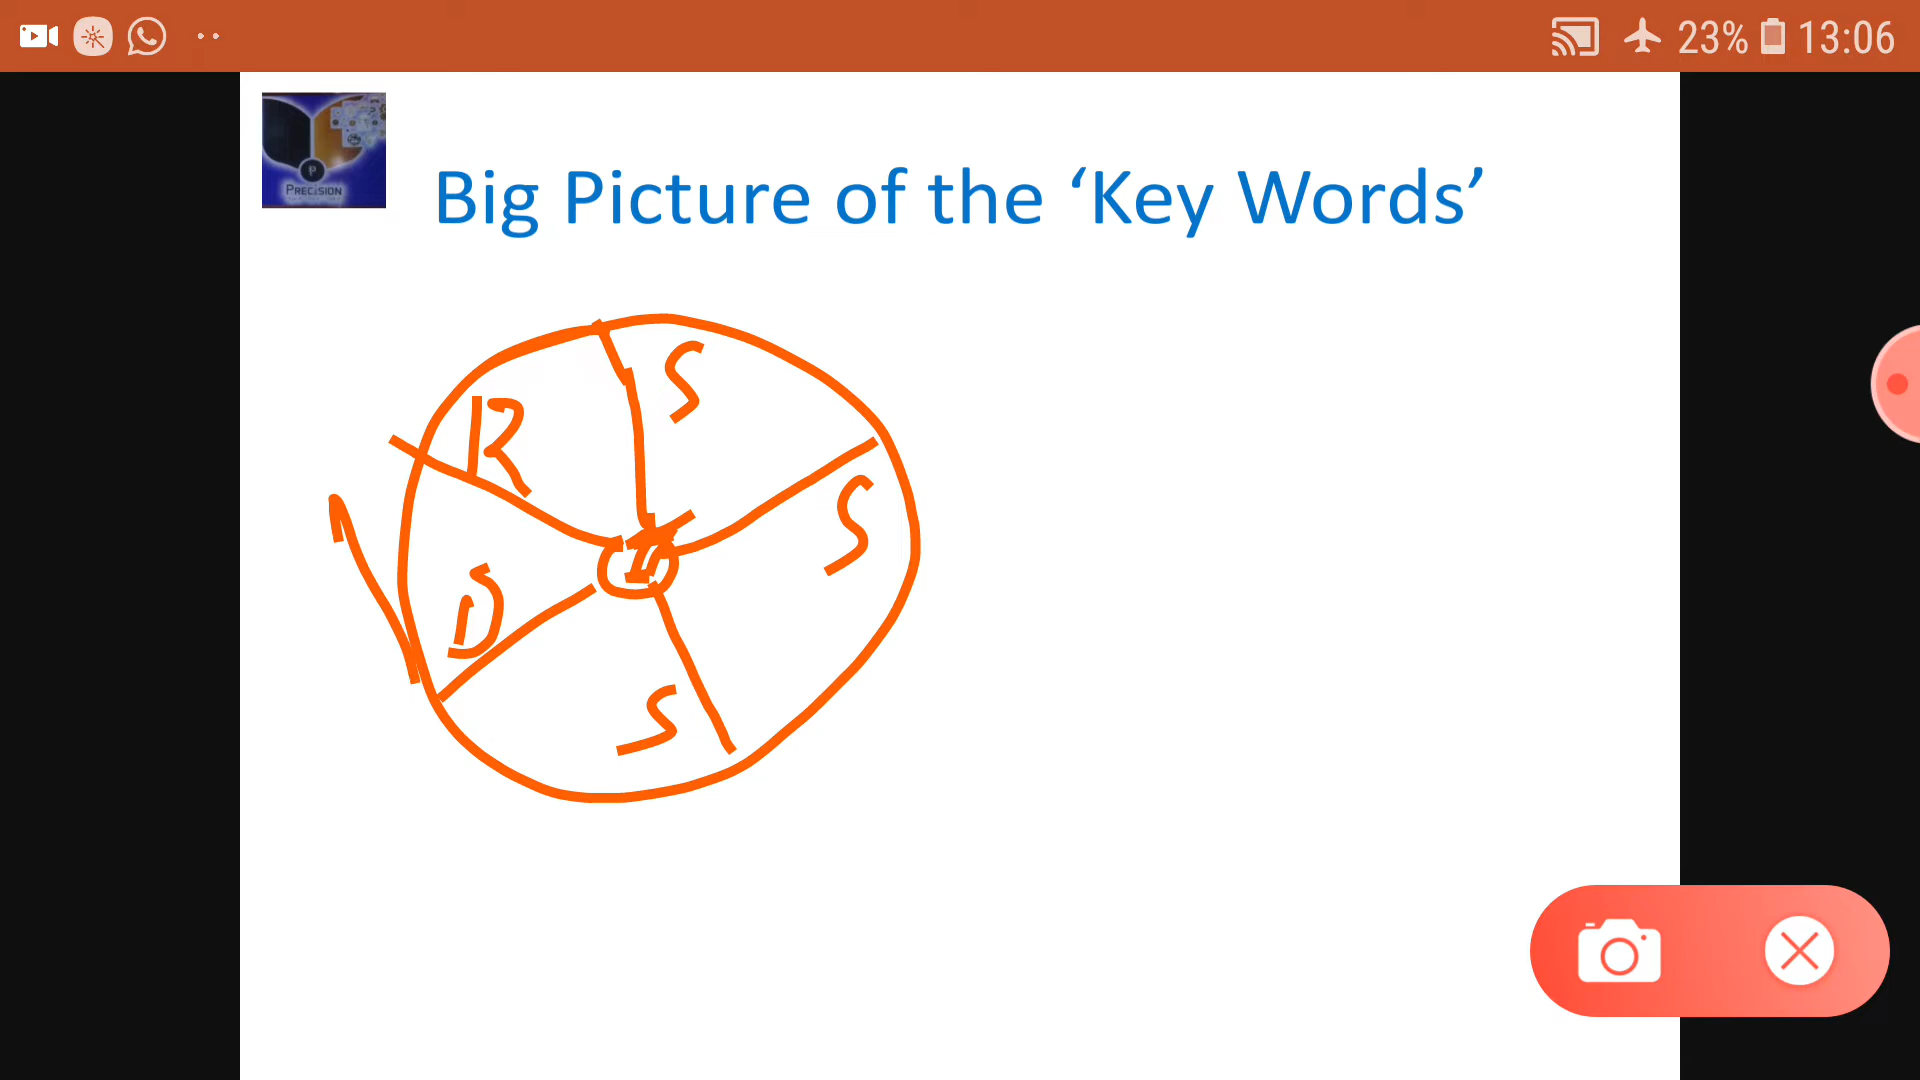 23% 13:06
P
PRECISION
Big Picture of the ‘Key Words’
S
R
S
D
S